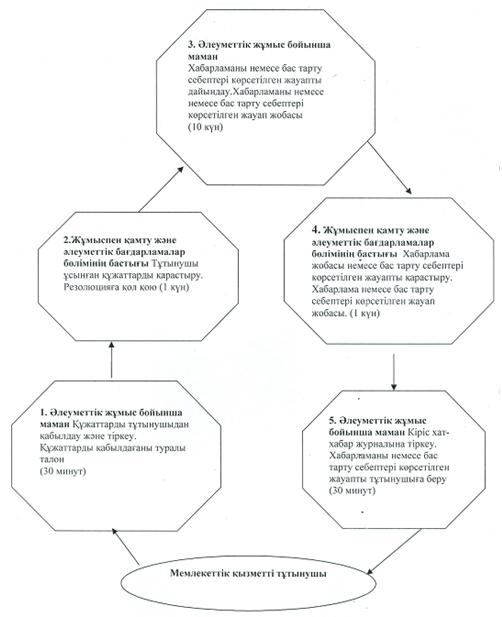 3. Әлеуметтік жұмыс бойынша
маман
Хабарламаны немесе бас тарту
себептері көрсетілген жауапты
дайындау.Хабарламаны немесе
немесе бас тарту себептері
көрсетілген жауап жобасы
(10 күн)
2.Жұмыспен қамту және
әлеуметтік бағдарламалар
бөлімінің бастығы Тұтынушы
ұсынған құжаттарды қарастыру.
Резолюцияга қол қою (1 күн)
4. Жұмыспен қамту және
әлеуметтік бағдарламалар
бөлімінің бастығы Хабарлама
жобасы немесе бас тарту себептері
көрсетілген жауапты қарастыру.
Хабарлама немесе бас тарту
себептері көрсетілген жауап
жобасы. (1 күн)
1. Әлеуметтік жұмыс бойынша
маман Құжаттарды тұтынушыдан
қабылдау және тіркеу.
Құжаттарды қабылдағаны туралы
талон
(30 минут)
5. Әлеуметтік жұмыс
бойынша маман Кіріс хат-
хабар журналына тіркеу.
Хабарламаны немесе бас
тарту себептері көрсетілген
жауапты тұтынушыға беру
(30 минут)
Мемлекеттік қызметті тұтынушы